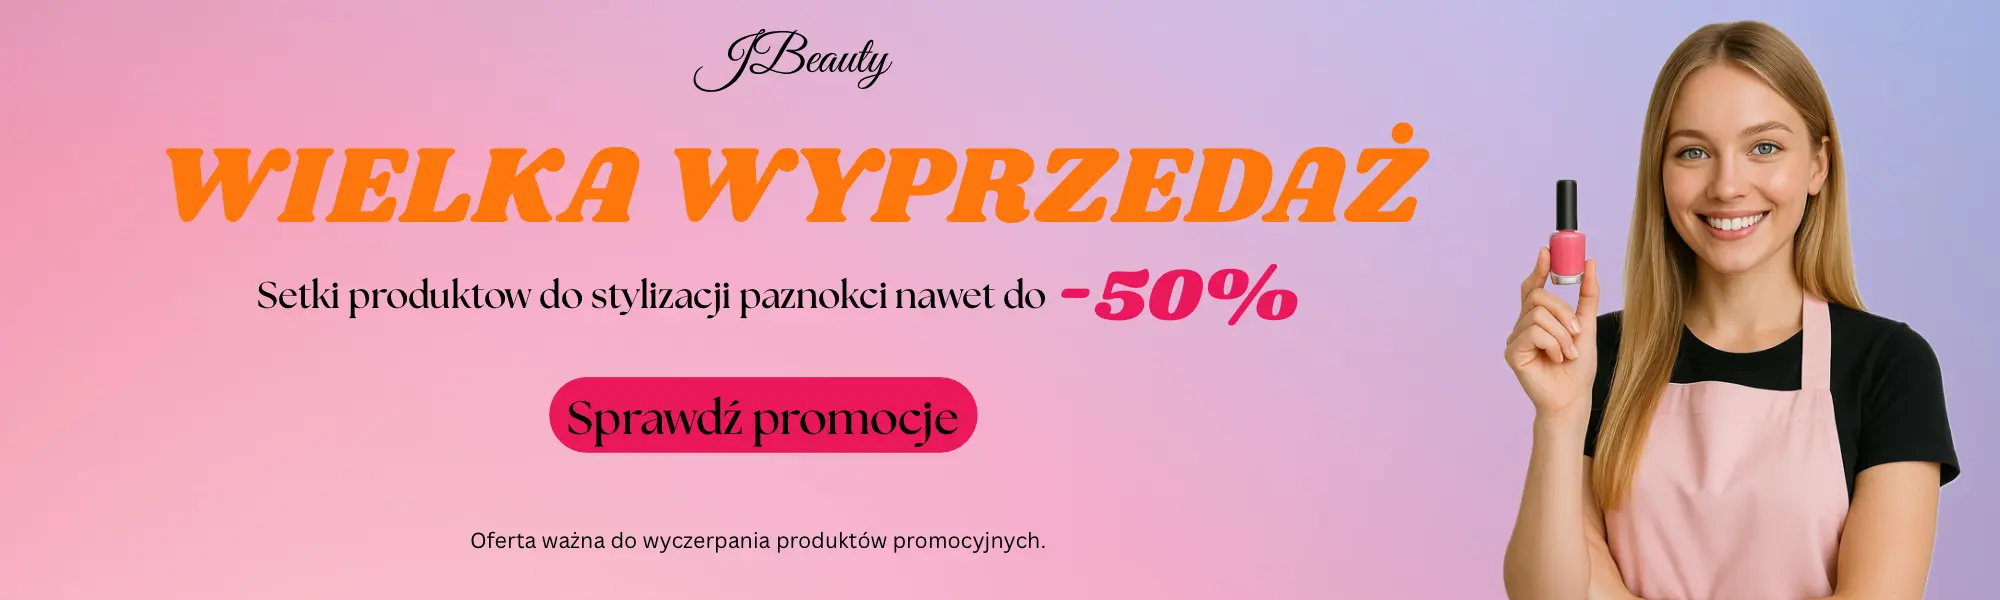 JBeauty
WIELKA WYPRZEDAŻ
Setki produktow do stylizacji paznokci nawet do -50%
Sprawdź promocje
Oferta ważna do wyczerpania produktów promocyjnych.